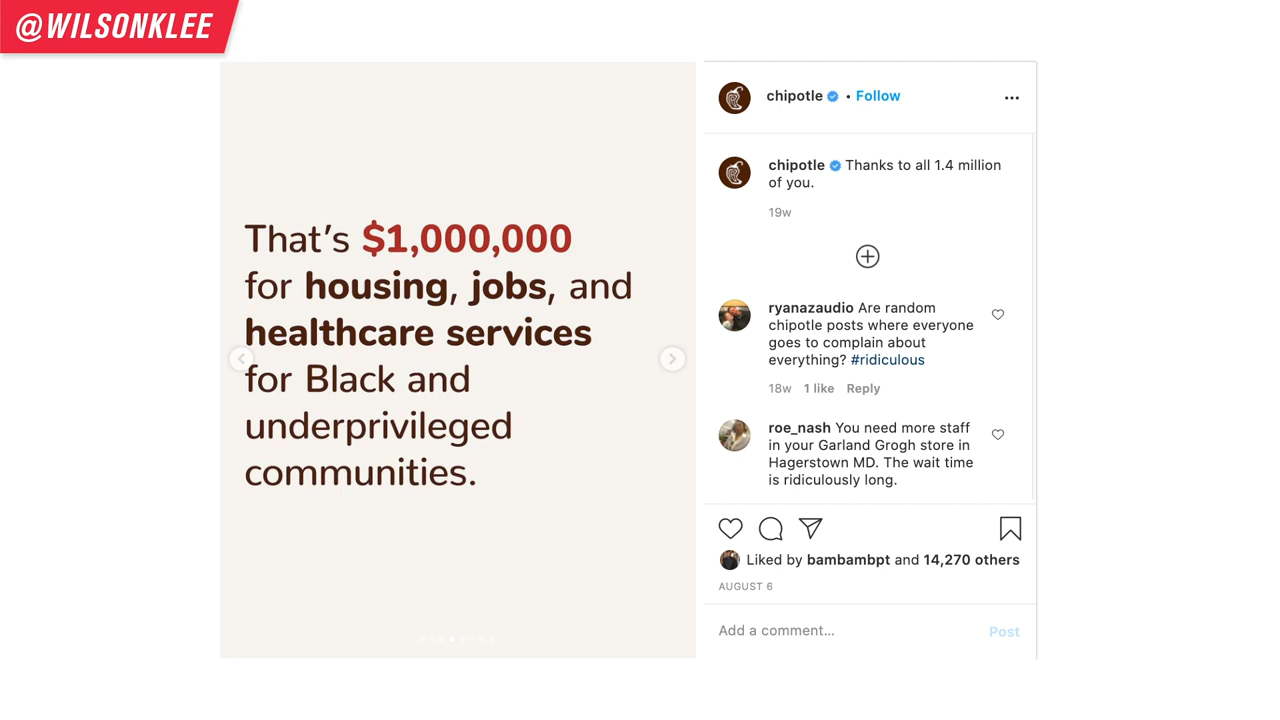 @WILSONKLEE
That's $1,000,000
for housing, jobs, and
healthcare services
for Black and
underprivileged
communities.
chipotle • Follow
chipotle Thanks to all 1.4 million
of you.
19w
ryanazaudio Are random
chipotle posts where everyone
goes to complain about
everything? #ridiculous
18w 1 like Reply
roe_nash You need more staff
in your Garland Grogh store in
Hagerstown MD. The wait time
is ridiculously long.
Liked by bambambpt and 14,270 others
AUGUST 6
Add a comment... Post